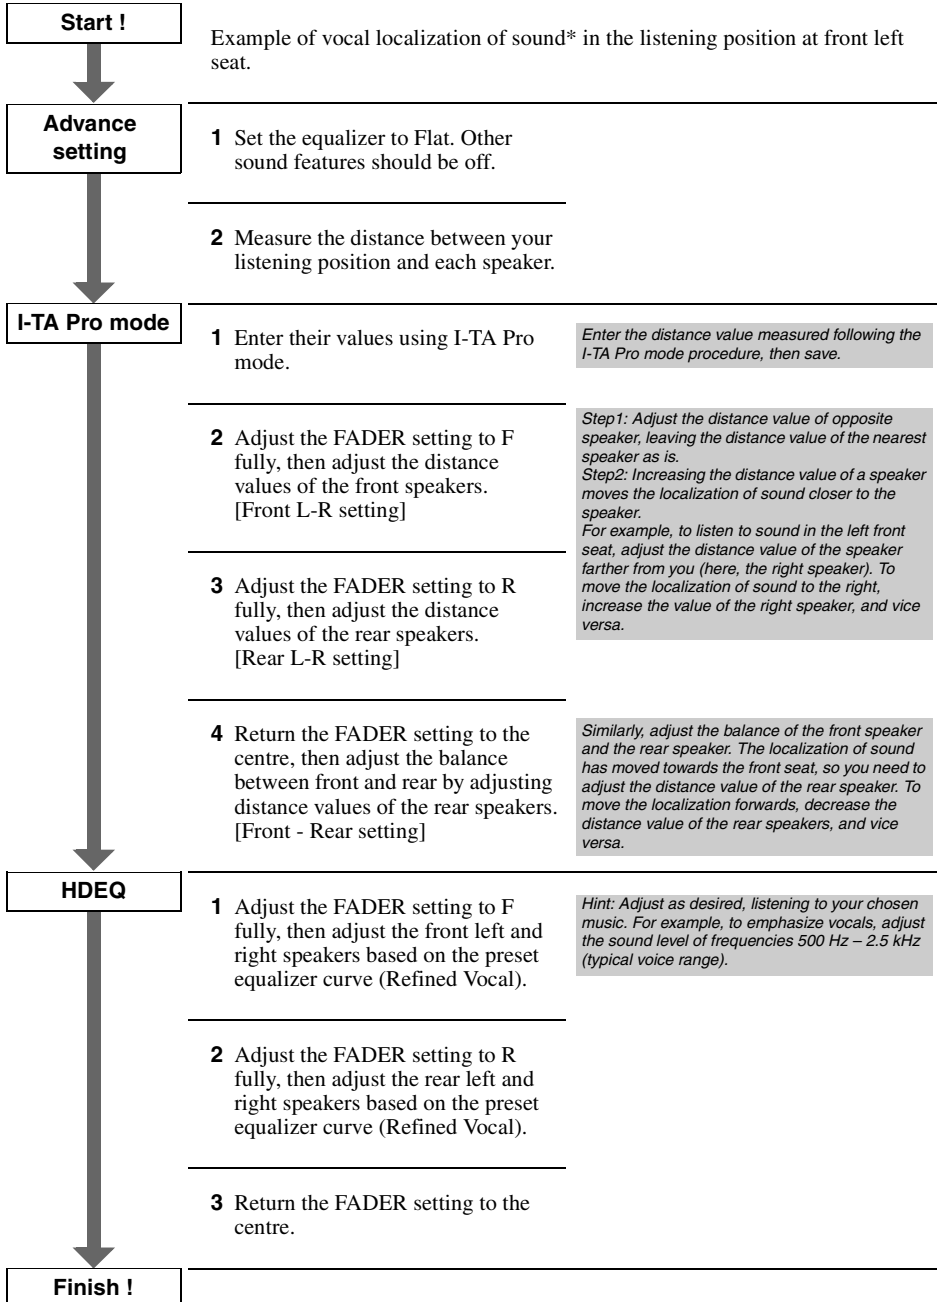 Start !
Example of vocal localization of sound* in the listening position at front left
seat.
Advance
setting
1 Set the equalizer to Flat. Other
sound features should be off.
2 Measure the distance between your
listening position and each speaker.
I-TA Pro mode
1 Enter their values using I-TA Pro
mode.
Enter the distance value measured following the
I-TA Pro mode procedure, then save.
2 Adjust the FADER setting to F
fully, then adjust the distance
values of the front speakers.
[Front L-R setting]
Step1: Adjust the distance value of opposite
speaker, leaving the distance value of the nearest
speaker as is.
Step2: Increasing the distance value of a speaker
moves the localization of sound closer to the
speaker.
For example, to listen to sound in the left front
seat, adjust the distance value of the speaker
farther from you (here, the right speaker). To
move the localization of sound to the right,
increase the value of the right speaker, and vice
versa.
3 Adjust the FADER setting to R
fully, then adjust the distance
values of the rear speakers.
[Rear L-R setting]
4 Return the FADER setting to the
centre, then adjust the balance
between front and rear by adjusting
distance values of the rear speakers.
[Front - Rear setting]
Similarly, adjust the balance of the front speaker
and the rear speaker. The localization of sound
has moved towards the front seat, so you need to
adjust the distance value of the rear speaker. To
move the localization forwards, decrease the
distance value of the rear speakers, and vice
versa.
HDEQ
1 Adjust the FADER setting to F
fully, then adjust the front left and
right speakers based on the preset
equalizer curve (Refined Vocal).
Hint: Adjust as desired, listening to your chosen
music. For example, to emphasize vocals, adjust
the sound level of frequencies 500 Hz – 2.5 kHz
(typical voice range).
2 Adjust the FADER setting to R
fully, then adjust the rear left and
right speakers based on the preset
equalizer curve (Refined Vocal).
3 Return the FADER setting to the
centre.
Finish !